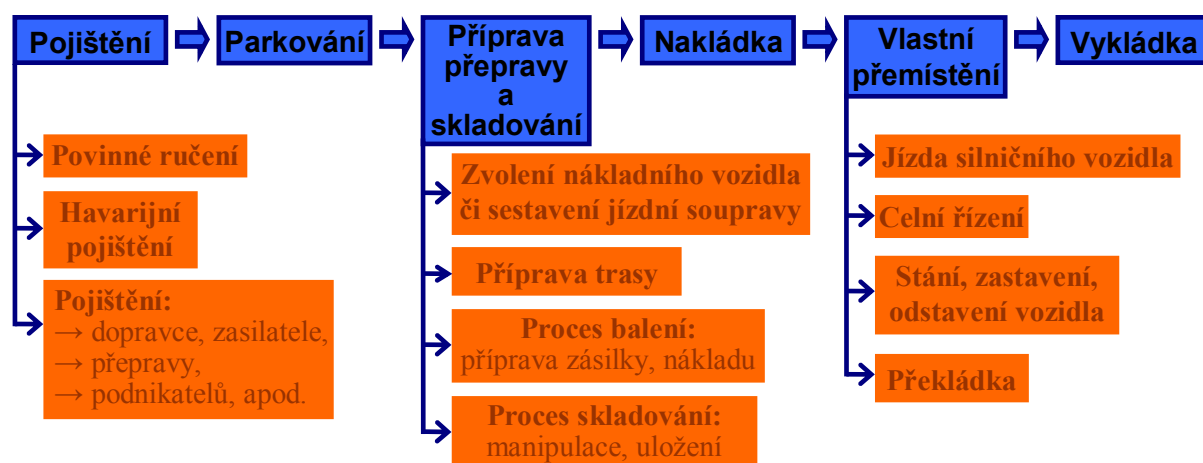 Pojištění
Parkování
Příprava
přepravy
a
skladování
Nakládka
Vlastní
přemístění
Vykládka
Povinné ručení
Havarijní
pojištění
Pojištění:
→ dopravce, zasilatele,
→ přepravy,
→ podnikatelů, apod.
Zvolení nákladního vozidla
či sestavení jízdní soupravy
Příprava trasy
Proces balení:
příprava zásilky, nákladu
Proces skladování:
manipulace, uložení
Jízda silničního vozidla
Celní řízení
Stání, zastavení,
odstavení vozidla
Překládka